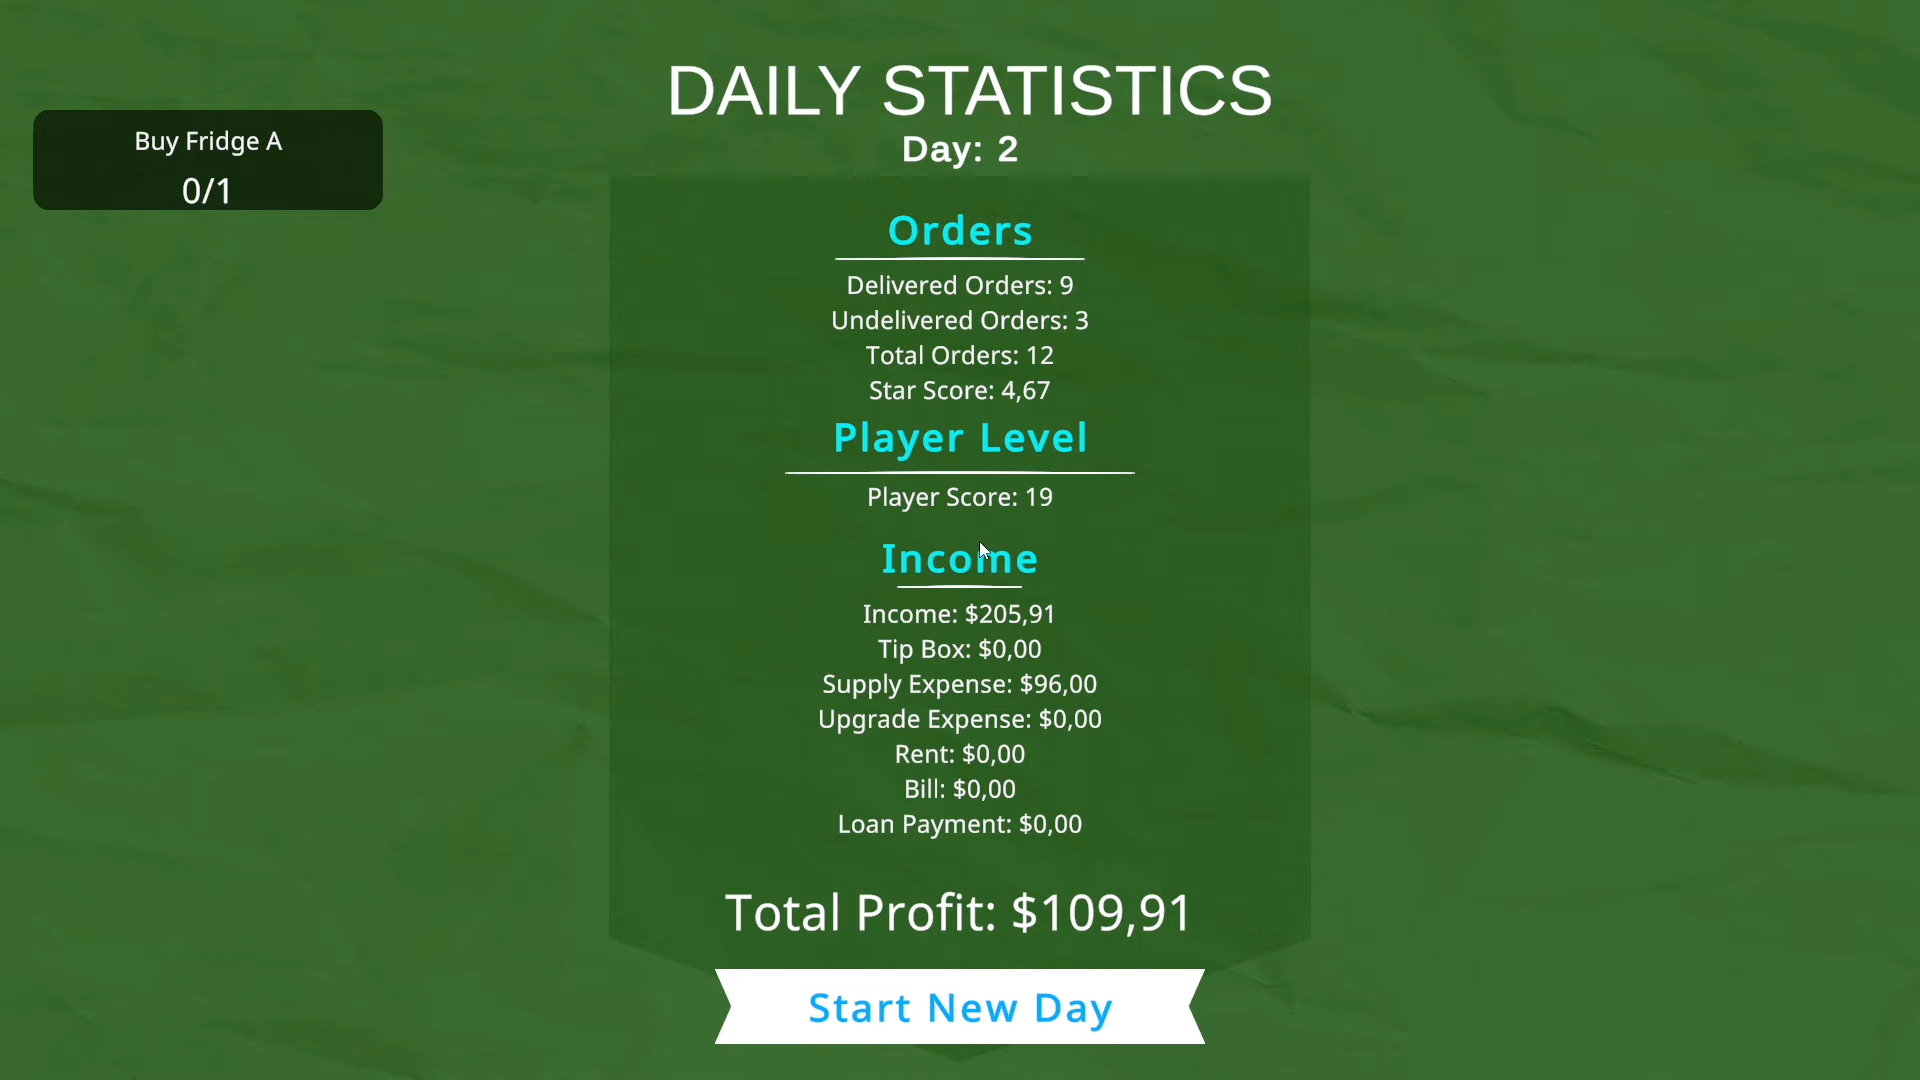 DAILY STATISTICS
Day: 2
Buy Fridge A
0/1
Orders
Delivered Orders: 9
Undelivered Orders: 3
Total Orders: 12
Star Score: 4,67
Player Level
Player Score: 19
Income
Income: $205,91
Tip Box: $0,00
Supply Expense: $96,00
Upgrade Expense: $0,00
Rent: $0,00
Bill: $0,00
Loan Payment: $0,00
Total Profit: $109,91
Start New Day